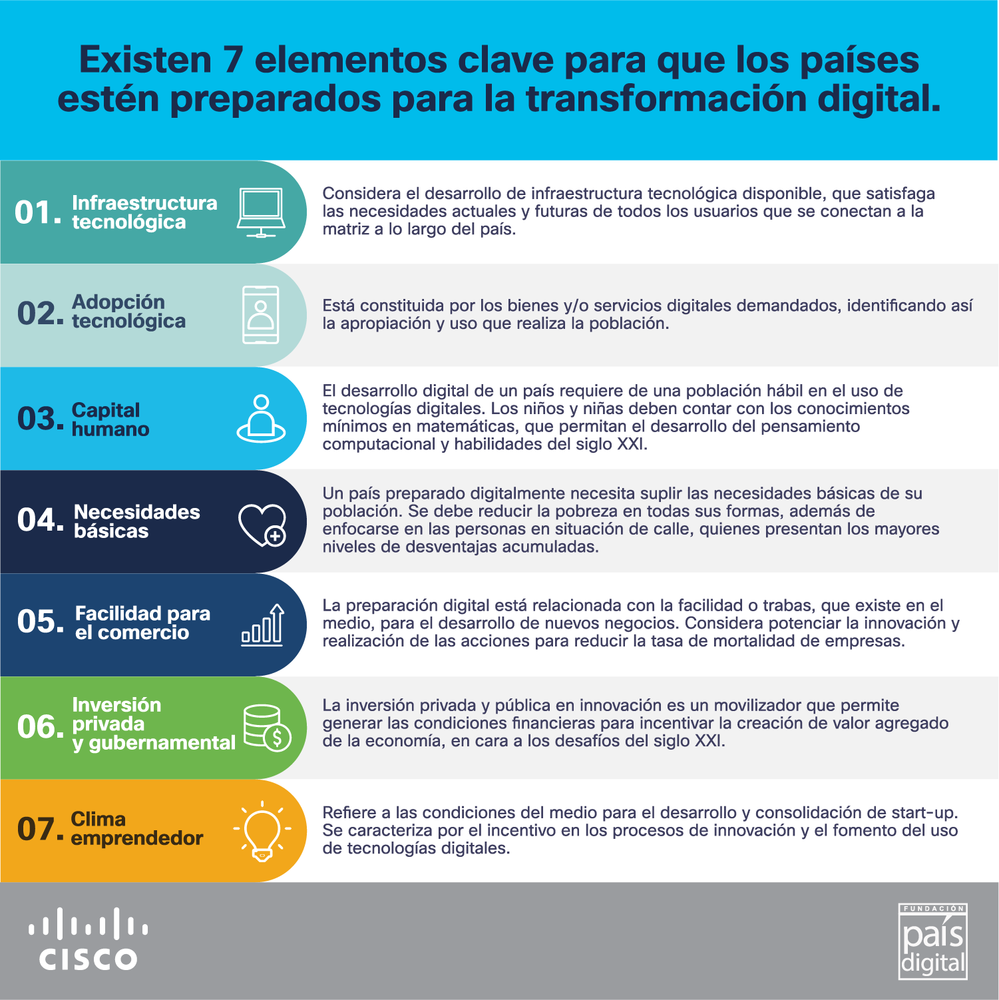 Existen 7 elementos clave para que los países
estén preparados para la transformación digital.
01. Infraestructura
tecnológica
Considera el desarrollo de infraestructura tecnológica disponible, que satisfaga
las necesidades actuales y futuras de todos los usuarios que se conectan a la
matriz a lo largo del país.
02. Adopción
tecnológica
Está constituida por los bienes y/o servicios digitales demandados, identificando así
la apropiación y uso que realiza la población.
03. Capital
humano
El desarrollo digital de un país requiere de una población hábil en el uso de
tecnologías digitales. Los niños y niñas deben contar con los conocimientos
mínimos en matemáticas, que permitan el desarrollo del pensamiento
computacional y habilidades del siglo XXI.
04. Necesidades
básicas
Un país preparado digitalmente necesita suplir las necesidades básicas de su
población. Se debe reducir la pobreza en todas sus formas, además de
enfocarse en las personas en situación de calle, quienes presentan los mayores
niveles de desventajas acumuladas.
05. Facilidad para
el comercio
La preparación digital está relacionada con la facilidad o trabas, que existe en el
medio, para el desarrollo de nuevos negocios. Considera potenciar la innovación y
realización de las acciones para reducir la tasa de mortalidad de empresas.
06. Inversión
privada
y gubernamental
$
La inversión privada y pública en innovación es un movilizador que permite
generar las condiciones financieras para incentivar la creación de valor agregado
de la economía, en cara a los desafíos del siglo XXI.
07. Clima
emprendedor
Refiere a las condiciones del medio para el desarrollo y consolidación de start-up.
Se caracteriza por el incentivo en los procesos de innovación y el fomento del uso
de tecnologías digitales.
CISCO
FUNDACIÓN
país
digital